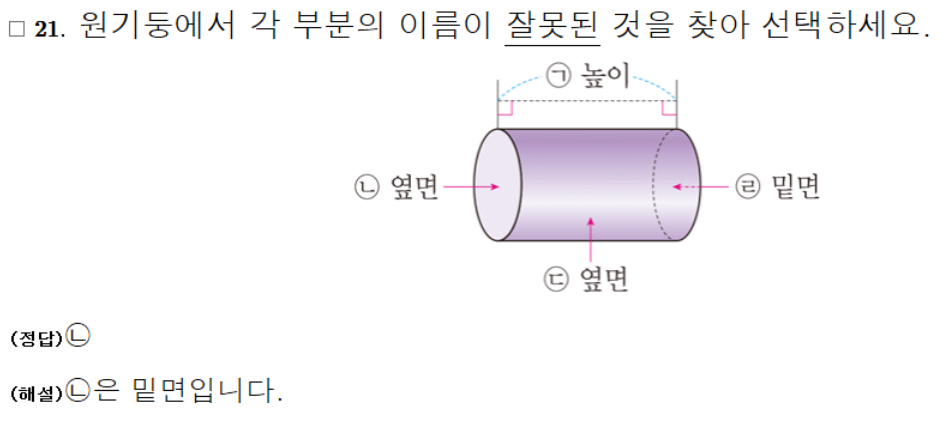 □ 21. 원기둥에서 각 부분의 이름이 잘못된 것을 찾아 선택하세요.
㉠ 높이
㉡ 옆면
㉣ 밑면
㉢ 옆면
(정답)㉡
(해설)㉡은 밑면입니다.